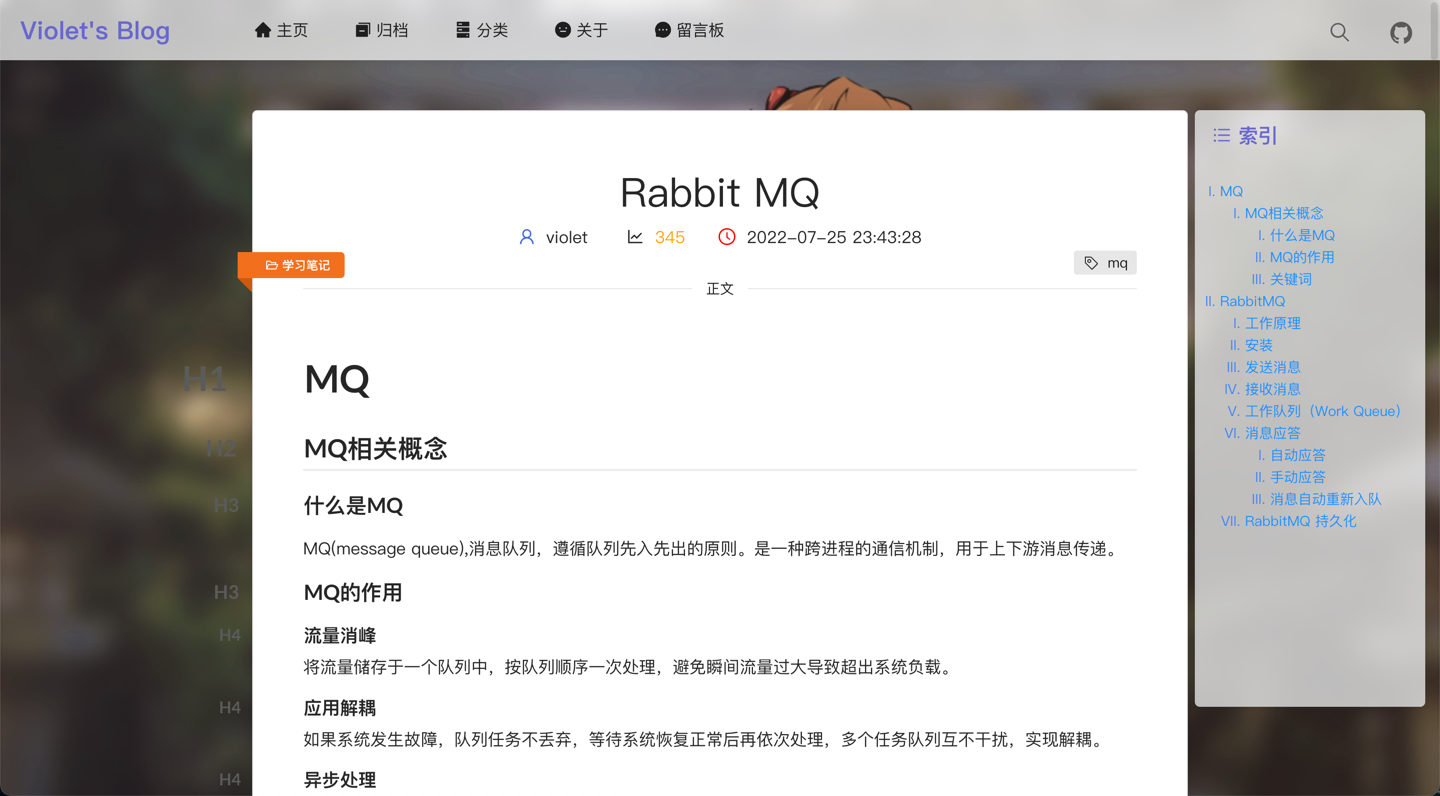 Violet's Blog
主页
归档
分类
关于
留言板
Rabbit MQ
violet
345
2022-07-25 23:43:28
学习笔记
mq
正文
H1
MQ
H2
MQ相关概念
H3
什么是MQ
MQ(message queue),消息队列，遵循队列先入先出的原则。是一种跨进程的通信机制，用于上下游消息传递。
H3
MQ的作用
H4
流量消峰
将流量储存于一个队列中，按队列顺序一次处理，避免瞬间流量过大导致超出系统负载。
H4
应用解耦
如果系统发生故障，队列任务不丢弃，等待系统恢复正常后再依次处理，多个任务队列互不干扰，实现解耦。
H4
异步处理
索引
I. MQ
I. MQ相关概念
I. 什么是MQ
II. MQ的作用
III. 关键词
II. RabbitMQ
I. 工作原理
II. 安装
III. 发送消息
IV. 接收消息
V. 工作队列（Work Queue）
VI. 消息应答
I. 自动应答
II. 手动应答
III. 消息自动重新入队
VII. RabbitMQ 持久化